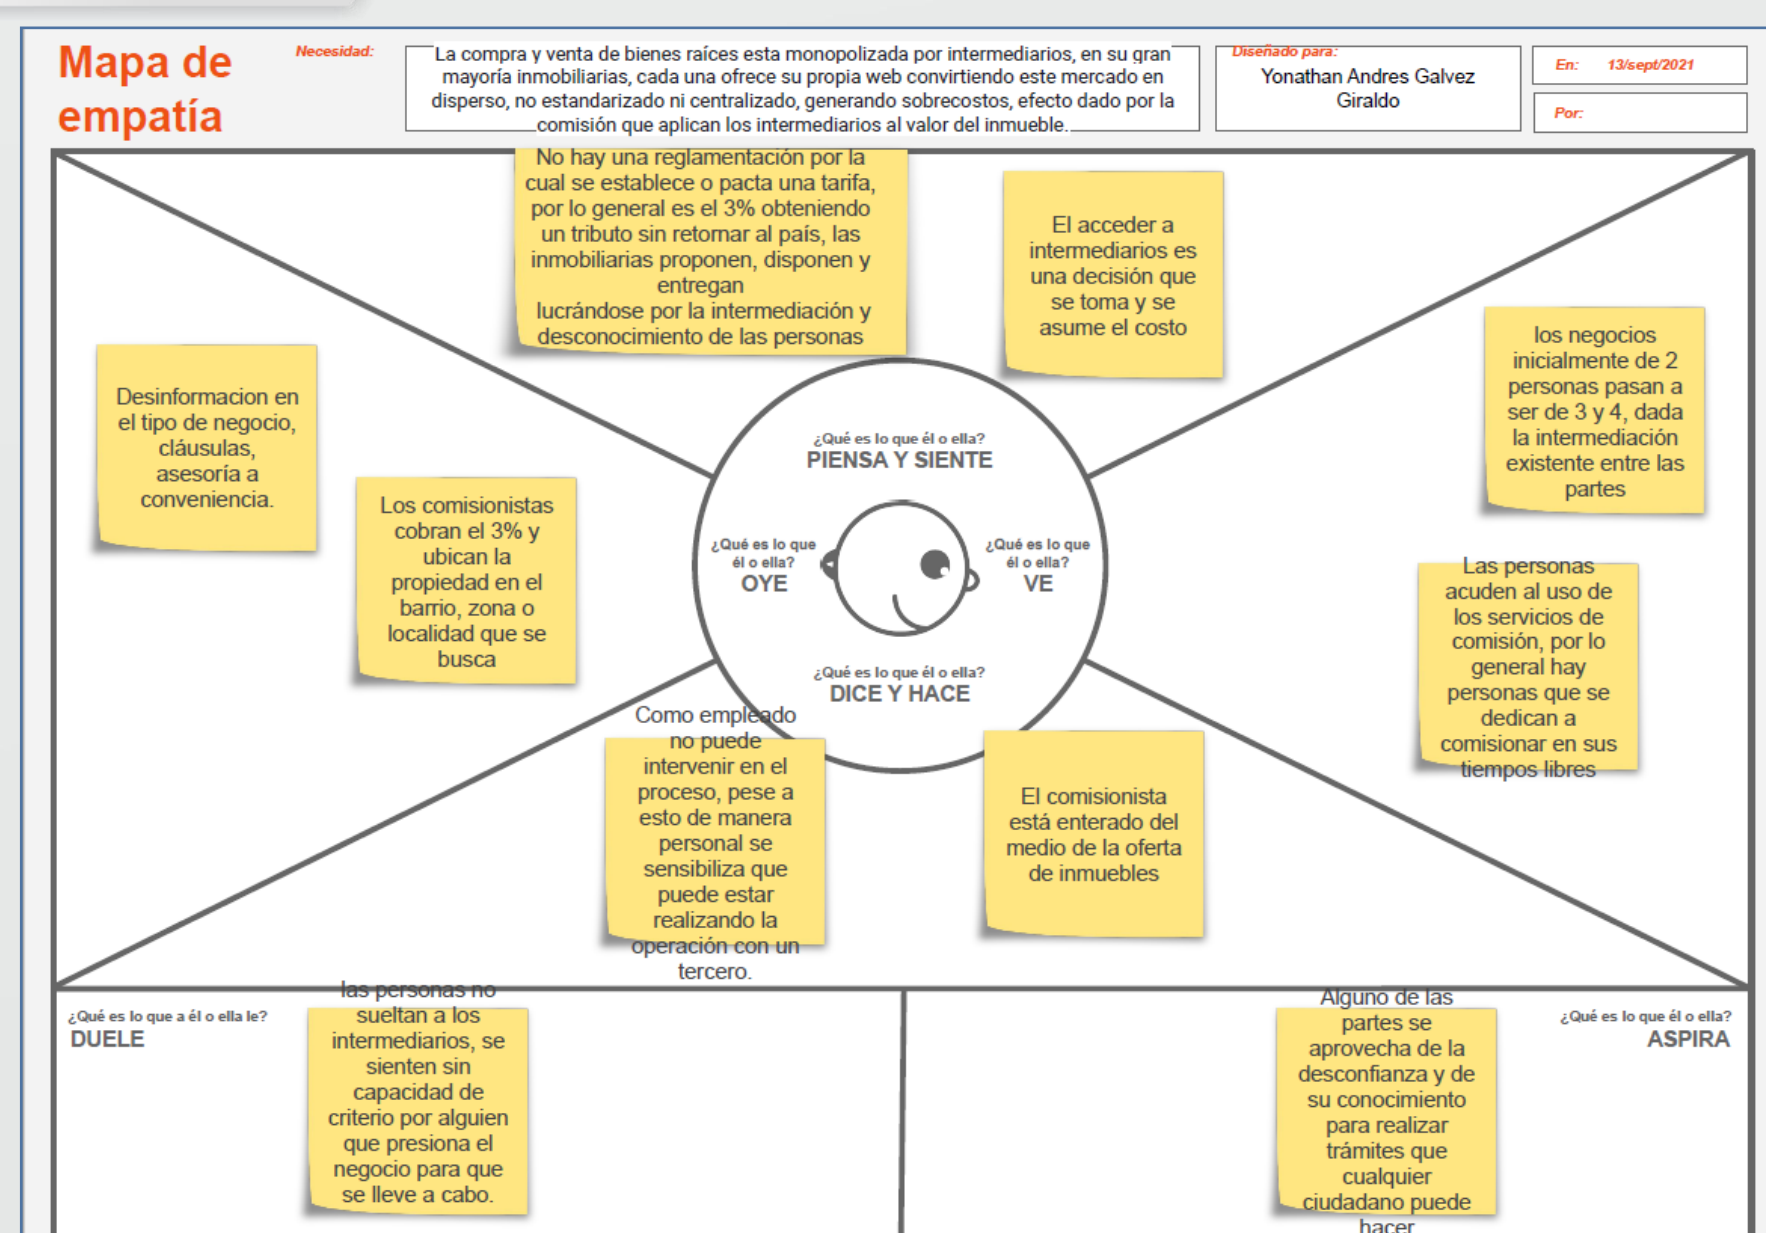 Mapa de
empatía
Necesidad:
La compra y venta de bienes raíces esta monopolizada por intermediarios, en su gran
mayoría inmobiliarias, cada una ofrece su propia web convirtiendo este mercado en
disperso, no estandarizado ni centralizado, generando sobrecostos, efecto dado por la
comisión que aplican los intermediarios al valor del inmueble.
Diseñado para:
Yonathan Andres Galvez
Giraldo
En: 13/sept/2021
Por:
No hay una reglamentación por la
cual se establece o pacta una tarifa,
por lo general es el 3% obteniendo
un tributo sin retornar al país, las
inmobiliarias proponen, disponen y
entregan
lucrándose por la intermediación y
desconocimiento de las personas
El acceder a
intermediarios es
una decisión que
se toma y se
asume el costo
los negocios
inicialmente de 2
personas pasan a
ser de 3 y 4, dada
la intermediación
existente entre las
partes
Desinformacion en
el tipo de negocio,
cláusulas,
asesoría a
conveniencia.
Los comisionistas
cobran el 3% y
ubican la
propiedad en el
barrio, zona o
localidad que se
busca
¿Qué es lo que él o ella?
PIENSA Y SIENTE
¿Qué es lo que
él o ella?
OYE
¿Qué es lo que
él o ella?
VE
¿Qué es lo que él o ella?
DICE Y HACE
Las personas
acuden al uso de
los servicios de
comisión, por lo
general hay
personas que se
dedican a
comisionar en sus
tiempos libres
Como empleado
no puede
intervenir en el
proceso, pese a
esto de manera
personal se
sensibiliza que
puede estar
realizando la
operación con un
tercero.
El comisionista
está enterado del
medio de la oferta
de inmuebles
¿Qué es lo que a él o ella le?
DUELE
las personas no
sueltan a los
intermediarios, se
sienten sin
capacidad de
criterio por alguien
que presiona el
negocio para que
se lleve a cabo.
Alguno de las
partes se
aprovecha de la
desconfianza y de
su conocimiento
para realizar
trámites que
cualquier
ciudadano puede
hacer
¿Qué es lo que él o ella?
ASPIRA